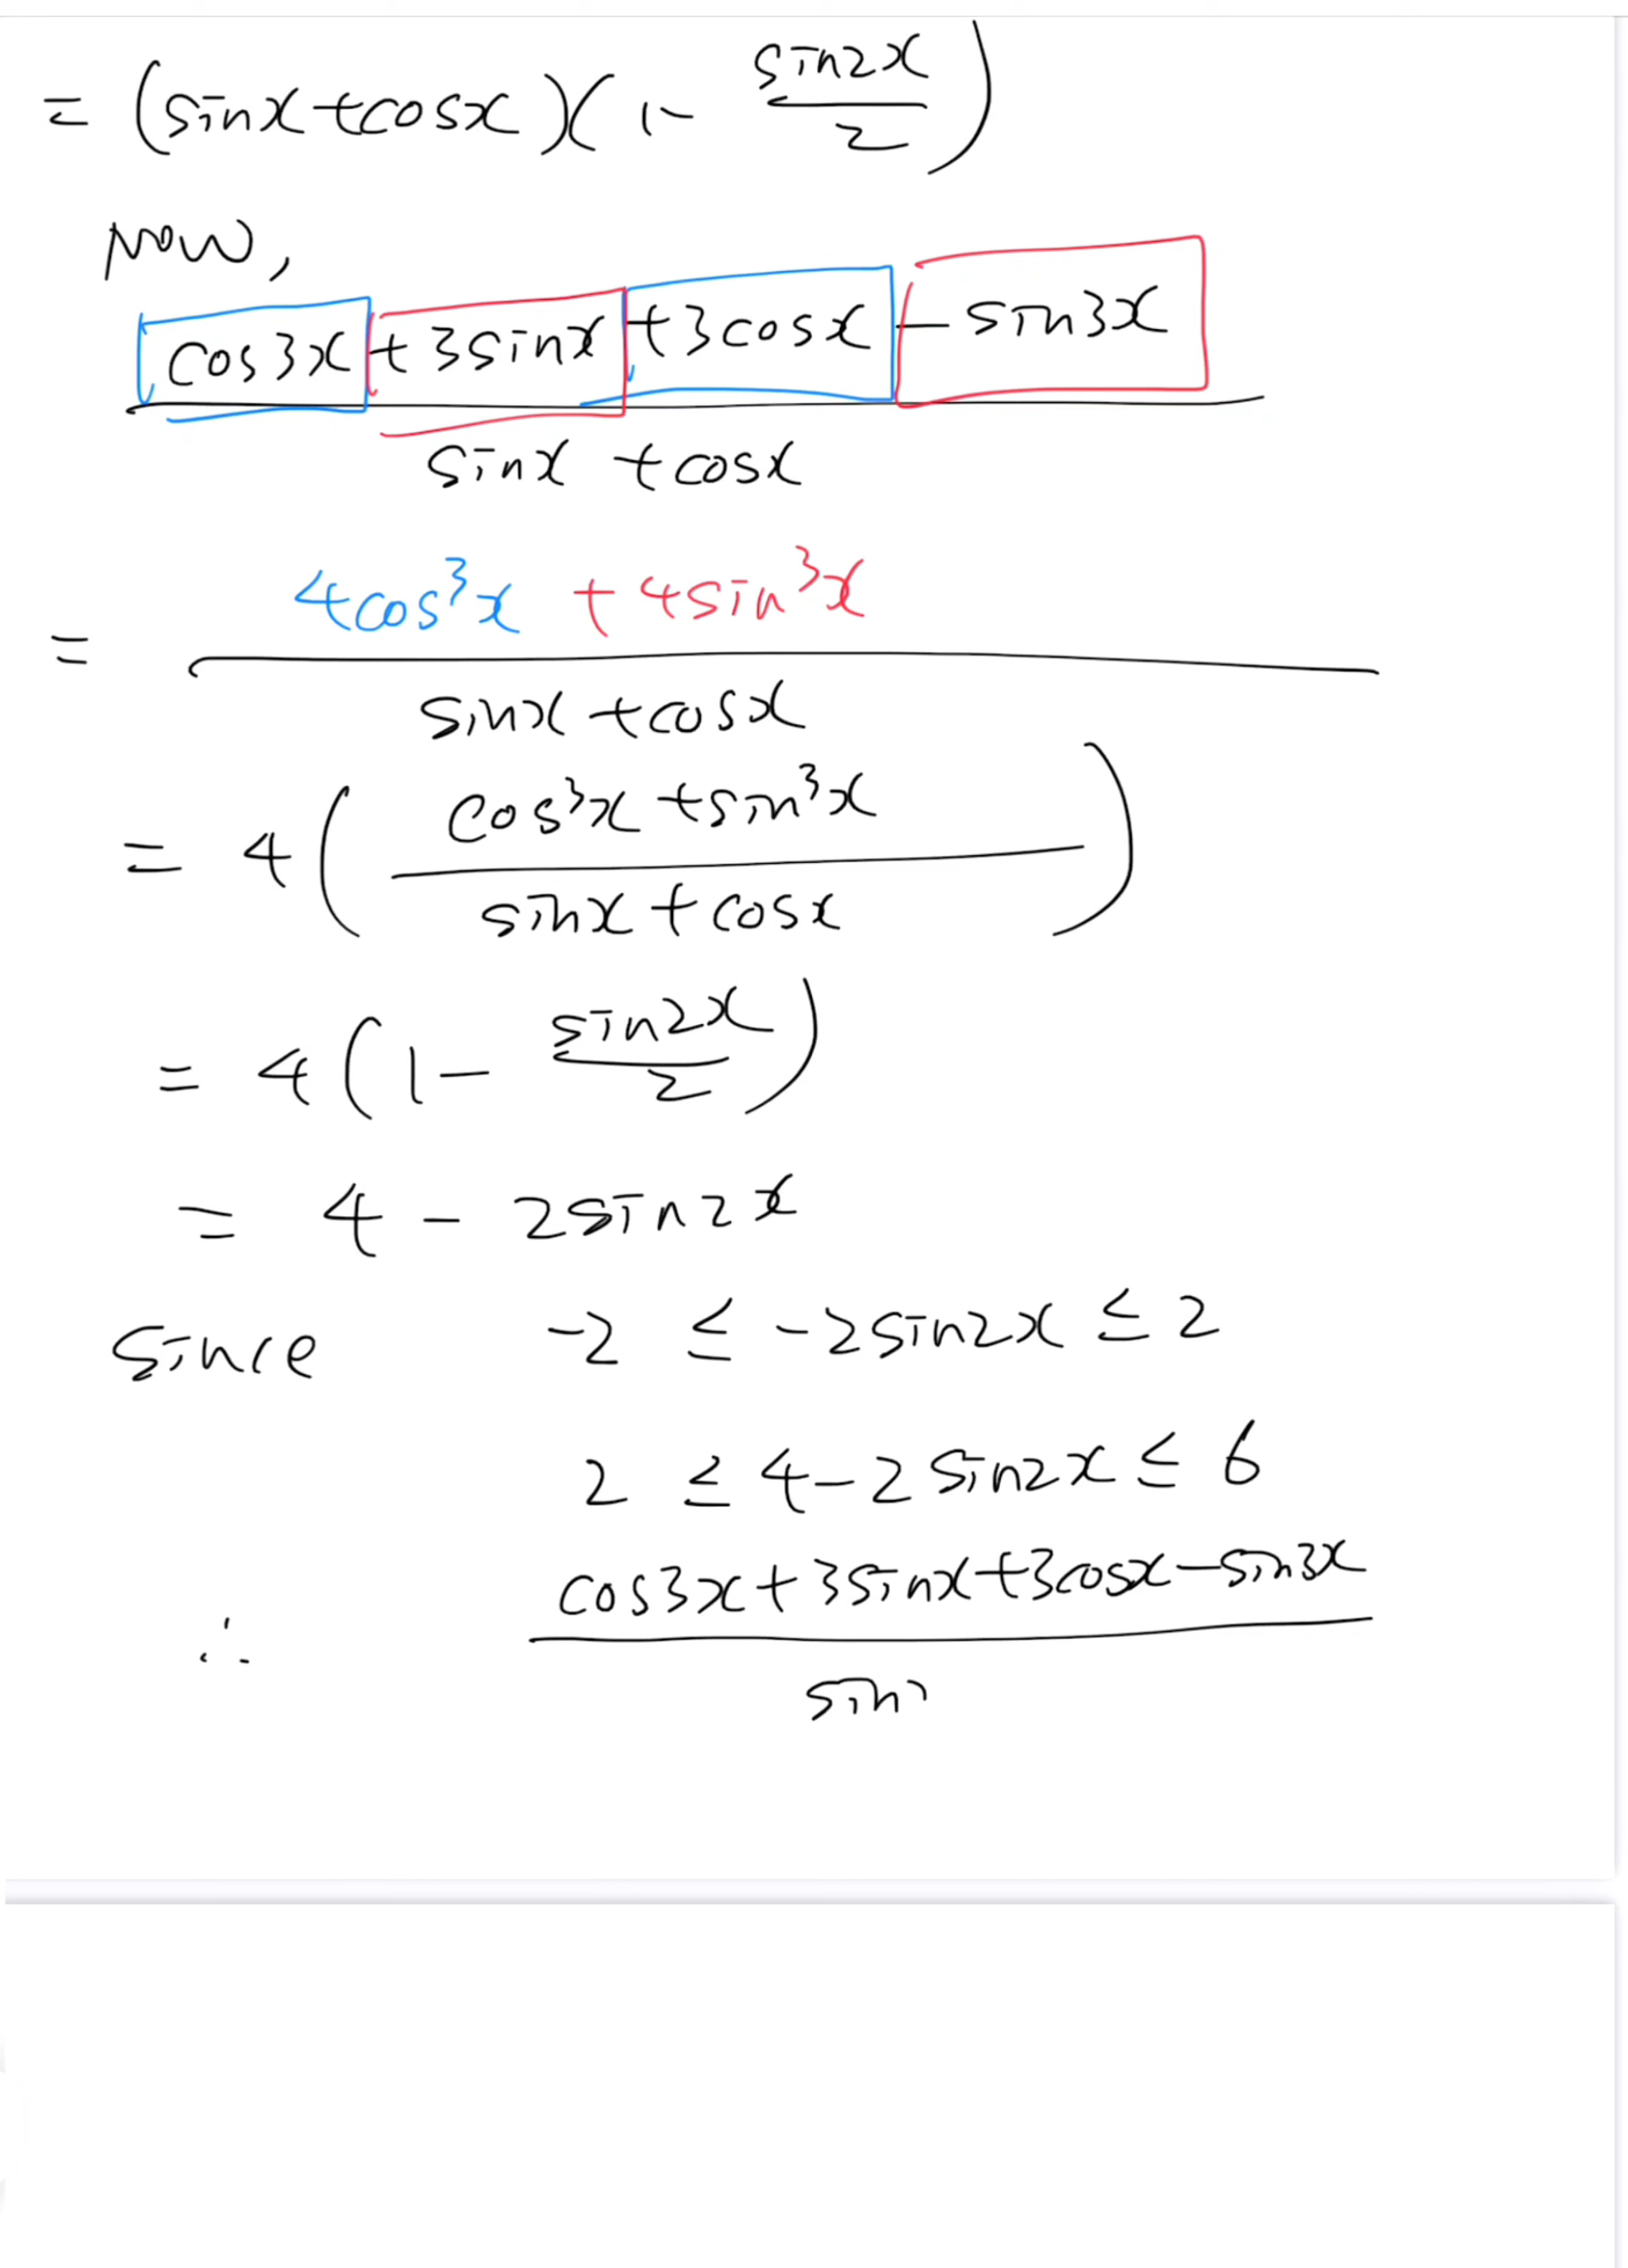 = (sinx+cosx)(1- sin2x/2)
Now,
cos3x+3sinx+3cosx-sin3x
sinx+cosx
4cos³x + 4sin³x
=
sinx+cosx
= 4( cos³x+sin³x / sinx+cosx )
= 4(1- sin2x/2)
= 4 - 2sin2x
since -2 ≤ -2sin2x ≤ 2
2 ≤ 4-2sin2x ≤ 6
cos3x+3sinx+3cosx-sin3x
∴
sin